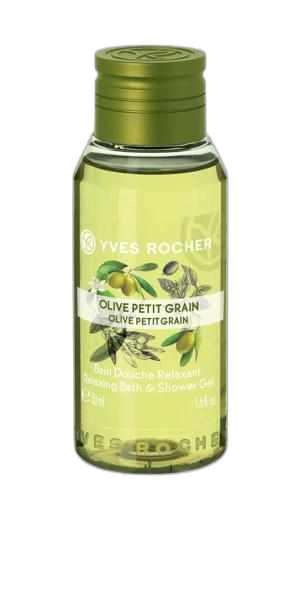 YVES ROCHER
OLIVE PETIT GRAIN
OLIVE PETITGRAIN
Bain Douche Relaxant
Relaxing Bath & Shower Gel
℮ 50 ml 1.6 fl.oz.
YVES ROCHER